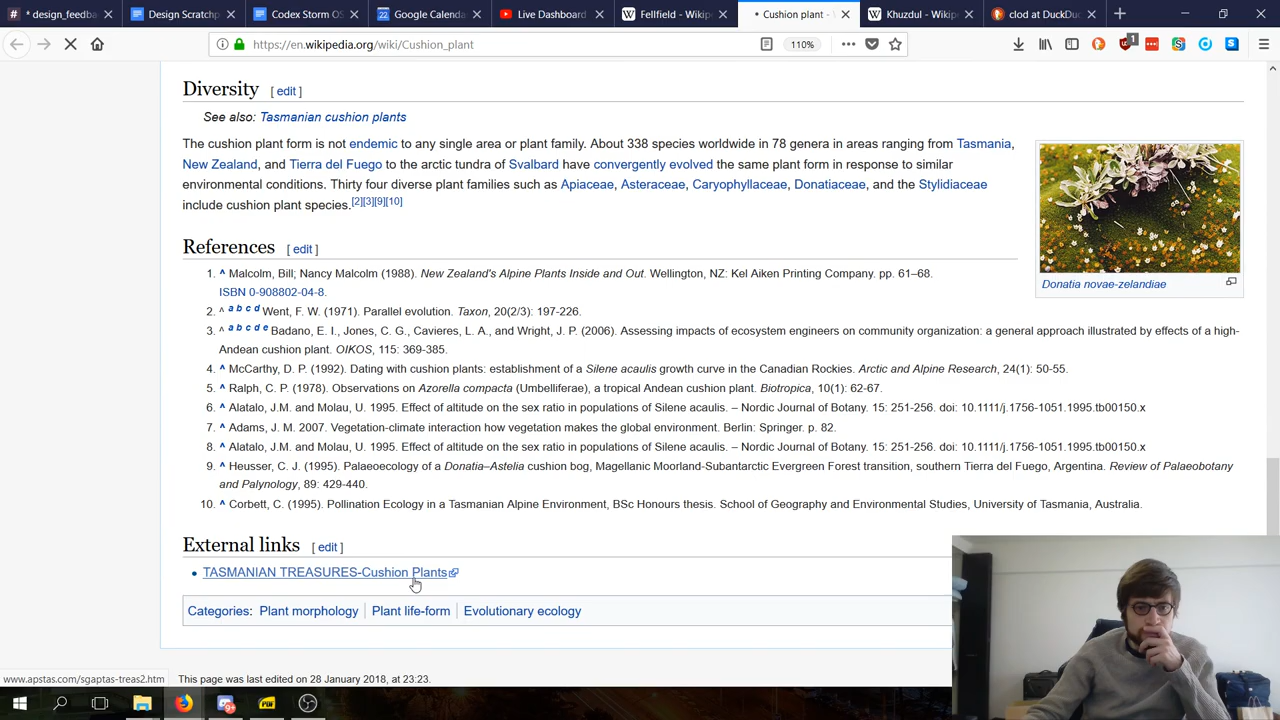 * design_feedba
Design Scratchp
Codex Storm OS
Google Calenda
Live Dashboard
Fellfield - Wikip
Cushion plant -
Khuzdul - Wikip
clod at DuckDuc
https://en.wikipedia.org/wiki/Cushion_plant
110%
1
Diversity [ edit ]
See also: Tasmanian cushion plants
The cushion plant form is not endemic to any single area or plant family. About 338 species worldwide in 78 genera in areas ranging from Tasmania,
New Zealand, and Tierra del Fuego to the arctic tundra of Svalbard have convergently evolved the same plant form in response to similar
environmental conditions. Thirty four diverse plant families such as Apiaceae, Asteraceae, Caryophyllaceae, Donatiaceae, and the Stylidiaceae
include cushion plant species.[2][3][9][10]
Donatia novae-zelandiae
References [ edit ]
1. ^ Malcolm, Bill; Nancy Malcolm (1988). New Zealand's Alpine Plants Inside and Out. Wellington, NZ: Kel Aiken Printing Company. pp. 61–68.
ISBN 0-908802-04-8.
2. ^ a b c d Went, F. W. (1971). Parallel evolution. Taxon, 20(2/3): 197-226.
3. ^ a b c d e Badano, E. I., Jones, C. G., Cavieres, L. A., and Wright, J. P. (2006). Assessing impacts of ecosystem engineers on community organization: a general approach illustrated by effects of a high-
Andean cushion plant. OIKOS, 115: 369-385.
4. ^ McCarthy, D. P. (1992). Dating with cushion plants: establishment of a Silene acaulis growth curve in the Canadian Rockies. Arctic and Alpine Research, 24(1): 50-55.
5. ^ Ralph, C. P. (1978). Observations on Azorella compacta (Umbelliferae), a tropical Andean cushion plant. Biotropica, 10(1): 62-67.
6. ^ Alatalo, J.M. and Molau, U. 1995. Effect of altitude on the sex ratio in populations of Silene acaulis. – Nordic Journal of Botany. 15: 251-256. doi: 10.1111/j.1756-1051.1995.tb00150.x
7. ^ Adams, J. M. 2007. Vegetation-climate interaction how vegetation makes the global environment. Berlin: Springer. p. 82.
8. ^ Alatalo, J.M. and Molau, U. 1995. Effect of altitude on the sex ratio in populations of Silene acaulis. – Nordic Journal of Botany. 15: 251-256. doi: 10.1111/j.1756-1051.1995.tb00150.x
9. ^ Heusser, C. J. (1995). Palaeoecology of a Donatia–Astelia cushion bog, Magellanic Moorland-Subantarctic Evergreen Forest transition, southern Tierra del Fuego, Argentina. Review of Palaeobotany
and Palynology, 89: 429-440.
10. ^ Corbett, C. (1995). Pollination Ecology in a Tasmanian Alpine Environment, BSc Honours thesis. School of Geography and Environmental Studies, University of Tasmania, Australia.
External links [ edit ]
• TASMANIAN TREASURES-Cushion Plants
Categories: Plant morphology | Plant life-form | Evolutionary ecology
www.apstas.com/sgaptas-treas2.htm
This page was last edited on 28 January 2018, at 23:23.